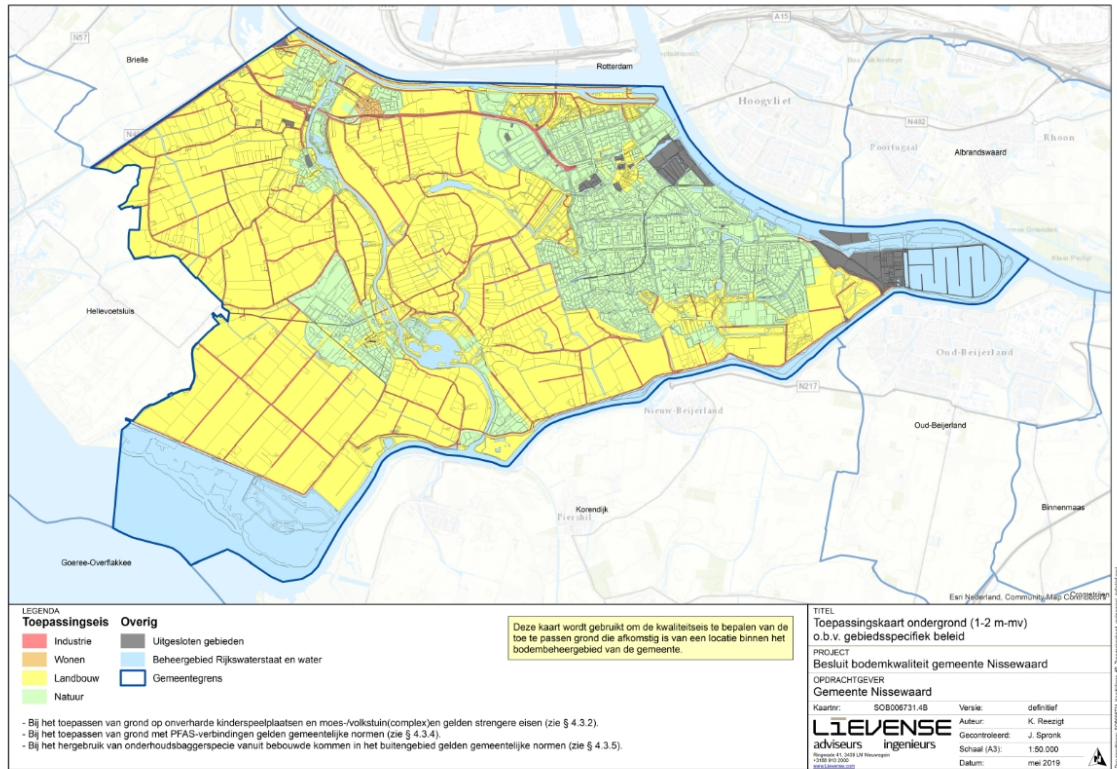 A15
N57
Brielle
Rotterdam
Hoogvliet
N492
Rhoon
Poortugaal
Albrandswaard
Hellevoetsluis
Oud-Beijerland
N217
Nieuw-Beijerland
Oud-Beijerland
Korendijk
Piershil
Binnenmaas
Goeree-Overflakkee
Esri Nederland, Community Map Contributors
LEGENDA
Toepassingseis Overig
Industrie Uitgesloten gebieden
Wonen Beheergebied Rijkswaterstaat en water
Landbouw Gemeentegrens
Natuur
Deze kaart wordt gebruikt om de kwaliteitseis te bepalen van de
toe te passen grond die afkomstig is van een locatie binnen het
bodembeheergebied van de gemeente.
- Bij het toepassen van grond op onverharde kinderspeelplaatsen en moes-/volkstuin(complex)en gelden strengere eisen (zie § 4.3.2).
- Bij het toepassen van grond met PFAS-verbindingen gelden gemeentelijke normen (zie § 4.3.4).
- Bij het hergebruik van onderhoudsbaggerspecie vanuit bebouwde kommen in het buitengebied gelden gemeentelijke normen (zie § 4.3.5).
TITEL
Toepassingskaart ondergrond (1-2 m-mv)
o.b.v. gebiedsspecifiek beleid
PROJECT
Besluit bodemkwaliteit gemeente Nissewaard
OPDRACHTGEVER
Gemeente Nissewaard
Kaartnr: SOB006731.4B Versie: definitief
LIEVENSE
adviseurs ingenieurs
Auteur: K. Reezigt
Gecontroleerd: J. Spronk
Schaal (A3): 1:50.000
Datum: mei 2019
www.Lievense.com